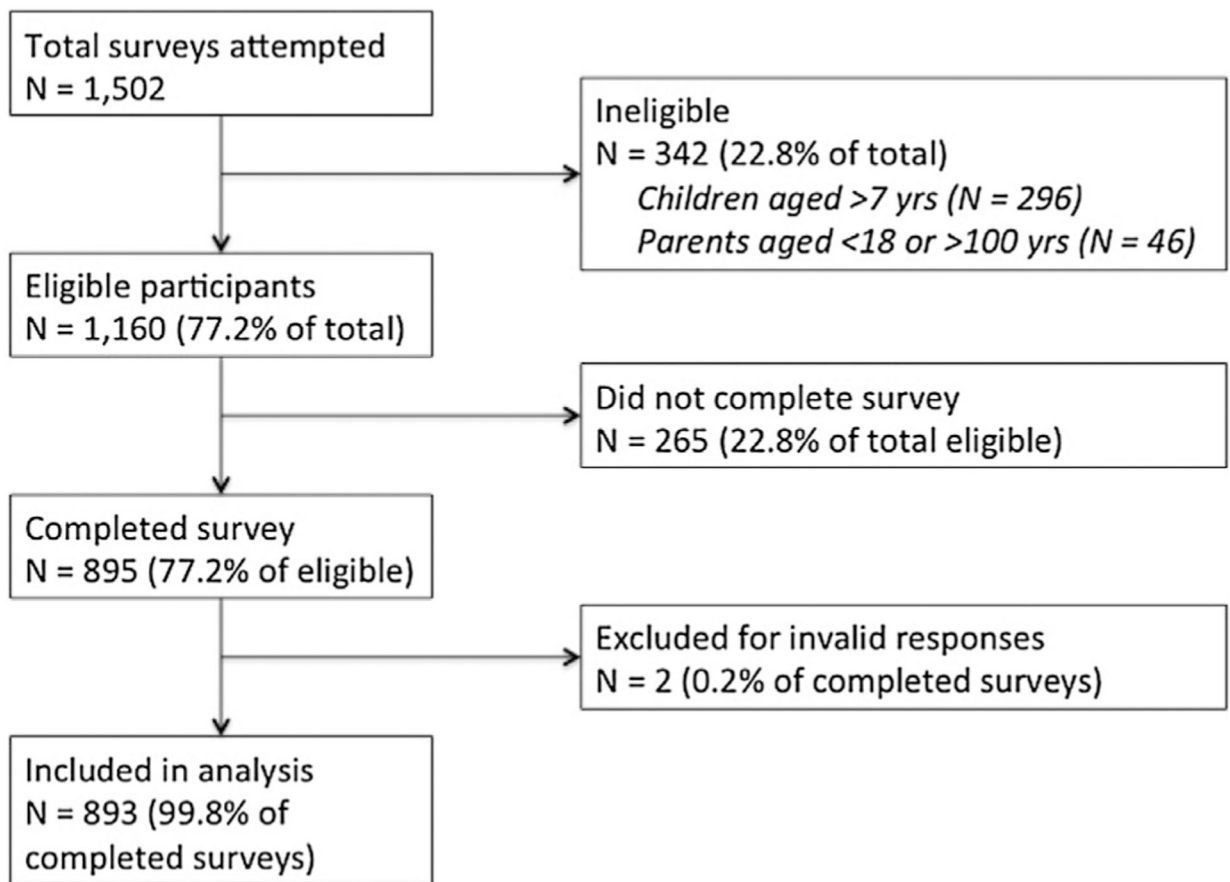 Total surveys attempted
N = 1,502
Ineligible
N = 342 (22.8% of total)
Children aged >7 yrs (N = 296)
Parents aged <18 or >100 yrs (N = 46)
Eligible participants
N = 1,160 (77.2% of total)
Did not complete survey
N = 265 (22.8% of total eligible)
Completed survey
N = 895 (77.2% of eligible)
Excluded for invalid responses
N = 2 (0.2% of completed surveys)
Included in analysis
N = 893 (99.8% of
completed surveys)